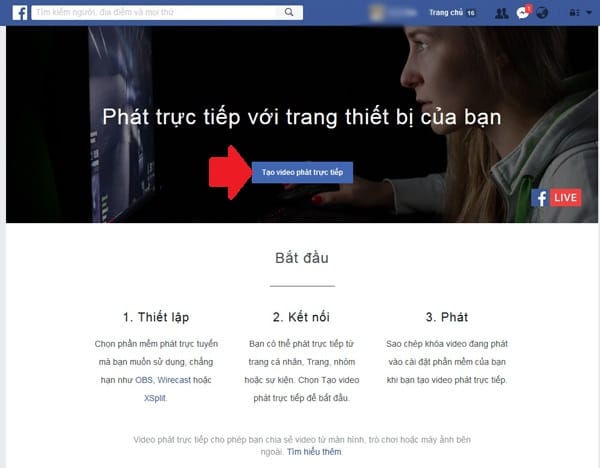 f Tìm kiếm người, địa điểm và mọi thứ Trang chủ 16 1
Phát trực tiếp với trang thiết bị của bạn
Tạo video phát trực tiếp
f LIVE
Bắt đầu
1. Thiết lập
Chọn phần mềm phát trực tuyến
mà bạn muốn sử dụng, chẳng
hạn như OBS, Wirecast hoặc
XSplit.
2. Kết nối
Bạn có thể phát trực tiếp từ
trang cá nhân, Trang, nhóm
hoặc sự kiện. Chọn Tạo video
phát trực tiếp để bắt đầu.
3. Phát
Sao chép khóa video đang phát
vào cài đặt phần mềm của bạn
khi bạn tạo video phát trực tiếp.
Video phát trực tiếp cho phép bạn chia sẻ video từ màn hình, trò chơi hoặc máy ảnh bên
ngoài. Tìm hiểu thêm